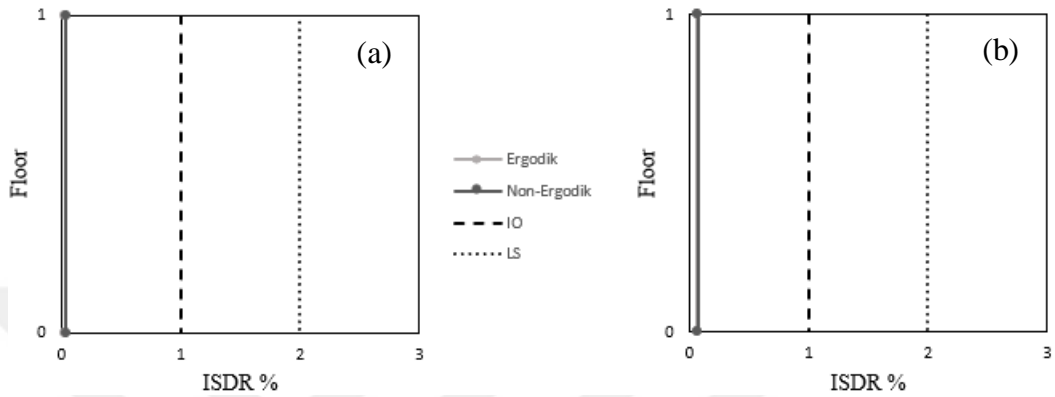 1
(a)
Floor
0
0 1 2 3
ISDR %
Ergodik
Non-Ergodik
IO
LS
1
(b)
Floor
0
0 1 2 3
ISDR %